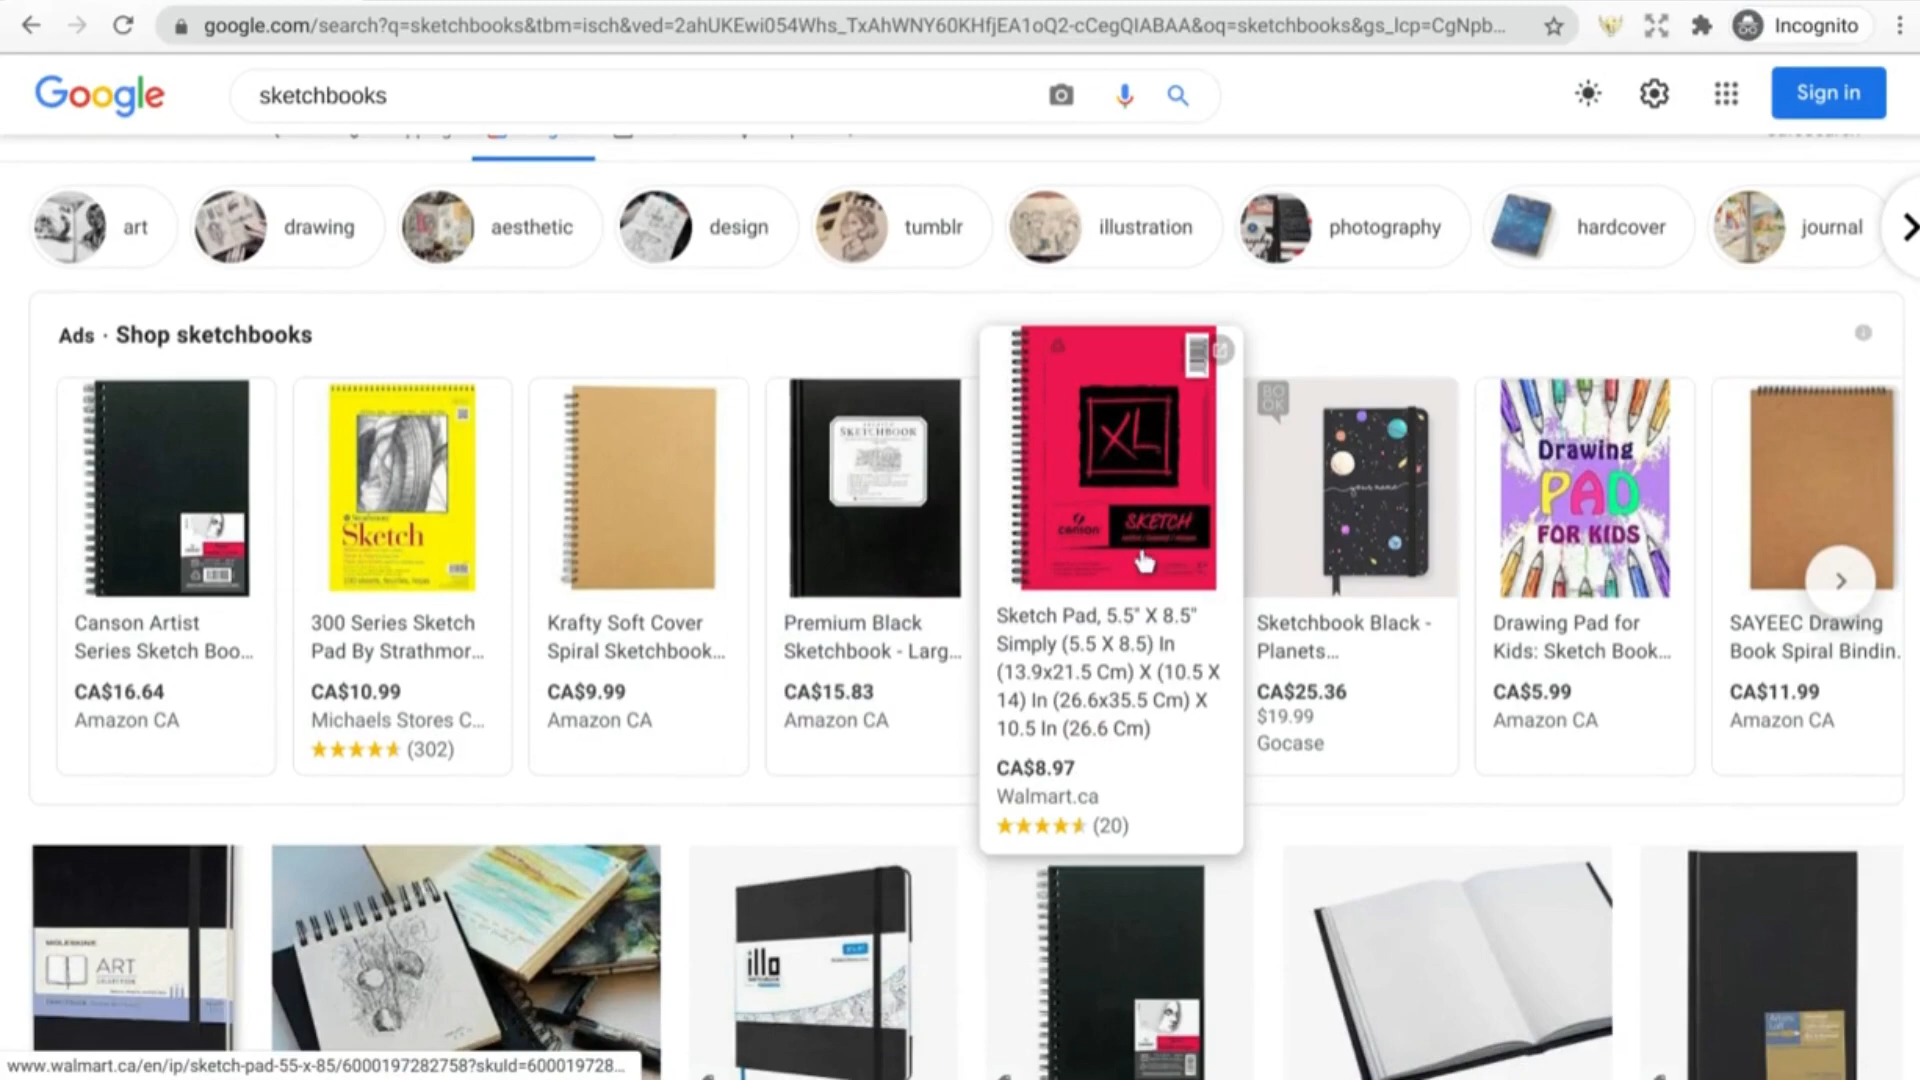 google.com/search?q=sketchbooks&tbm=isch&ved=2ahUKEwi054Whs_TxAhWNY60KHfjEA1oQ2-cCegQIABAA&oq=sketchbooks&gs_lcp=CgNpb...
Incognito
Google
sketchbooks
Sign in
art
drawing
aesthetic
design
tumblr
illustration
photography
hardcover
journal
Ads · Shop sketchbooks
Canson Artist
Series Sketch Boo...
CA$16.64
Amazon CA
Sketch
300 Series Sketch
Pad By Strathmor...
CA$10.99
Michaels Stores C...
(302)
Krafty Soft Cover
Spiral Sketchbook...
CA$9.99
Amazon CA
SKETCHBOOK
Premium Black
Sketchbook - Larg...
CA$15.83
Amazon CA
XL
CANSON
SKETCH
Sketch Pad, 5.5" X 8.5"
Simply (5.5 X 8.5) In
(13.9x21.5 Cm) X (10.5 X
14) In (26.6x35.5 Cm) X
10.5 In (26.6 Cm)
CA$8.97
Walmart.ca
(20)
BO
OK
Sketchbook Black -
Planets...
CA$25.36
$19.99
Gocase
Drawing
PAD
FOR KIDS
Drawing Pad for
Kids: Sketch Book...
CA$5.99
Amazon CA
SAYEEC Drawing
Book Spiral Bindin.
CA$11.99
Amazon CA
MOLESKINE
ART
COLLECTION
illo
www.walmart.ca/en/ip/sketch-pad-55-x-85/6000197282758?skuId=600019728...